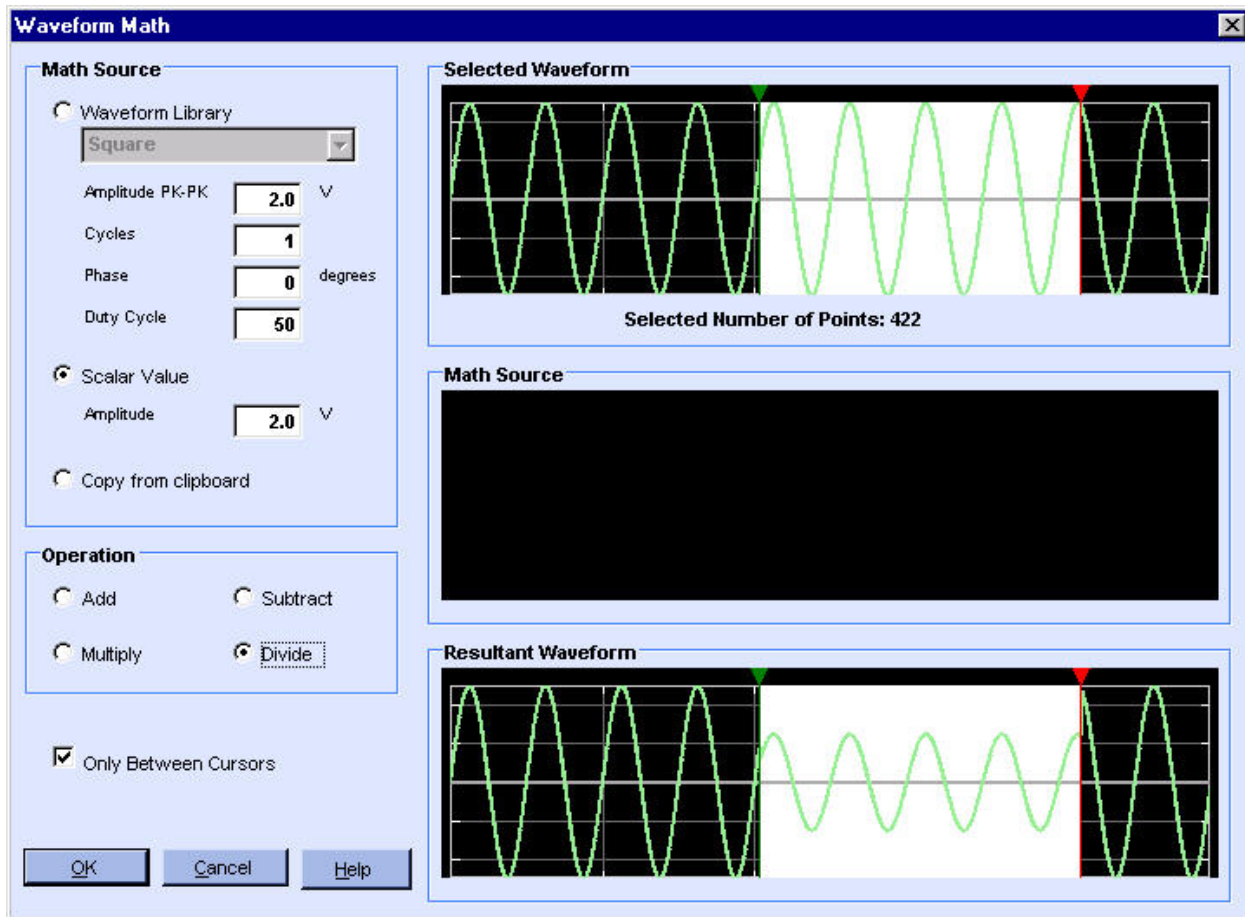 Waveform Math
Math Source
Waveform Library
Square
Amplitude PK-PK 2.0 V
Cycles 1
Phase 0 degrees
Duty Cycle 50
Scalar Value
Amplitude 2.0 V
Copy from clipboard
Operation
Add Subtract
Multiply Divide
Only Between Cursors
OK Cancel Help
Selected Waveform
Selected Number of Points: 422
Math Source
Resultant Waveform